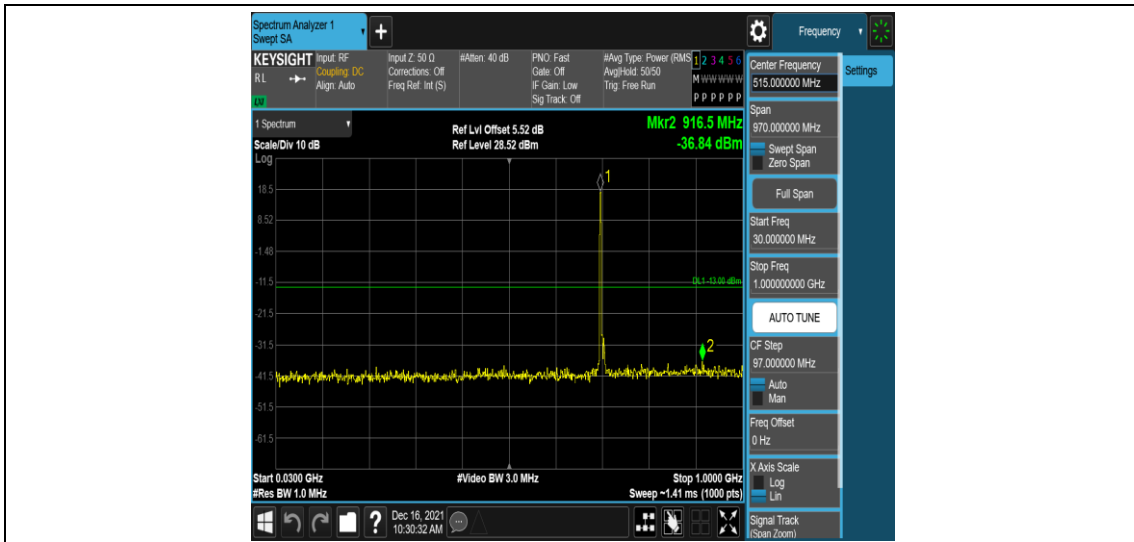 Spectrum Analyzer 1
Swept SA
+
Frequency
KEYSIGHT
RL
LXI
Input: RF
Coupling: DC
Align: Auto
Input Z: 50 Ω
Corrections: Off
Freq Ref: Int (S)
#Atten: 40 dB
PNO: Fast
Gate: Off
IF Gain: Low
Sig Track: Off
#Avg Type: Power (RMS
Avg|Hold: 50/50
Trig: Free Run
1 2 3 4 5 6
M W W W W W
P P P P P P
1 Spectrum
Scale/Div 10 dB
Log
Ref Lvl Offset 5.52 dB
Ref Level 28.52 dBm
Mkr2 916.5 MHz
-36.84 dBm
1
18.5
8.52
-1.48
-11.5
DL1 -13.00 dBm
-21.5
-31.5
2
-41.5
-51.5
-61.5
Start 0.0300 GHz
#Res BW 1.0 MHz
#Video BW 3.0 MHz
Stop 1.0000 GHz
Sweep ~1.41 ms (1000 pts)
?
Dec 16, 2021
10:30:32 AM
Center Frequency
515.000000 MHz
Settings
Span
970.000000 MHz
Swept Span
Zero Span
Full Span
Start Freq
30.000000 MHz
Stop Freq
1.000000000 GHz
AUTO TUNE
CF Step
97.000000 MHz
Auto
Man
Freq Offset
0 Hz
X Axis Scale
Log
Lin
Signal Track
(Span Zoom)